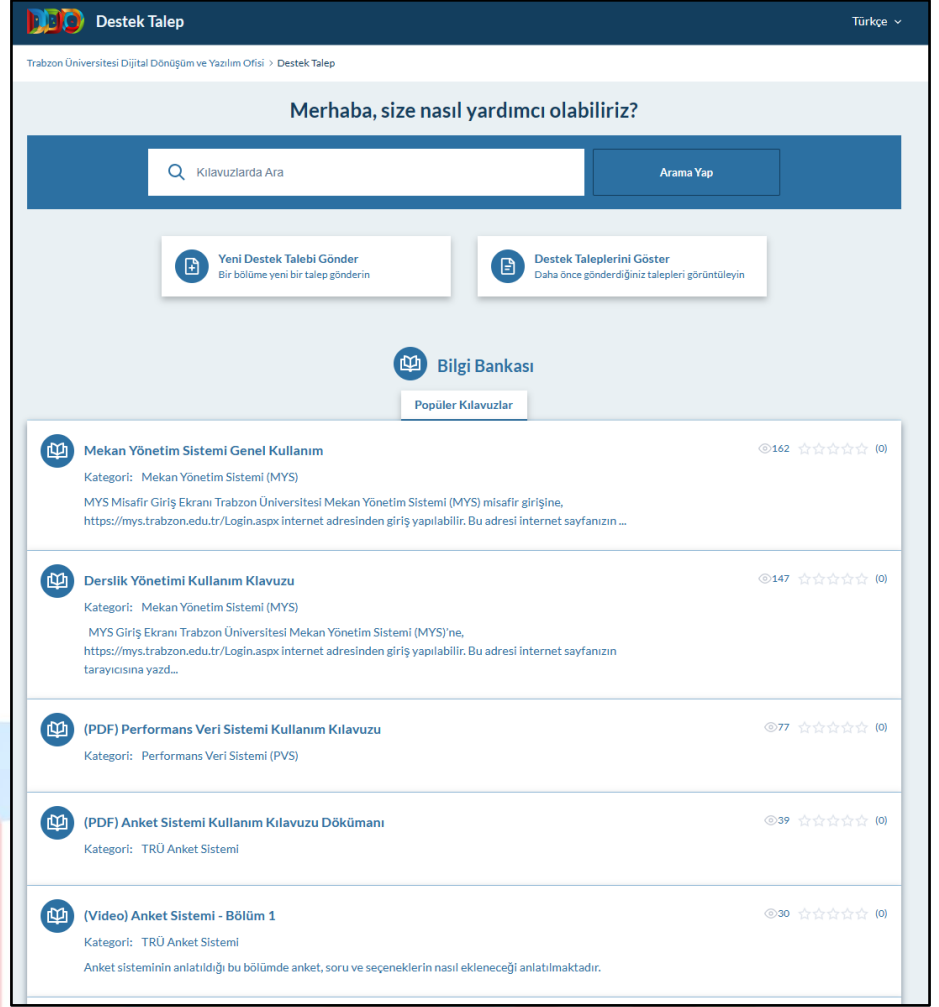 DDO Destek Talep
Türkçe
Trabzon Üniversitesi Dijital Dönüşüm ve Yazılım Ofisi > Destek Talep
Merhaba, size nasıl yardımcı olabiliriz?
Kılavuzlarda Ara
Arama Yap
Yeni Destek Talebi Gönder
Bir bölüme yeni bir talep gönderin
Destek Taleplerini Göster
Daha önce gönderdiğiniz talepleri görüntüleyin
Bilgi Bankası
Popüler Kılavuzlar
Mekan Yönetim Sistemi Genel Kullanım
162 (0)
Kategori: Mekan Yönetim Sistemi (MYS)
MYS Misafir Giriş Ekranı Trabzon Üniversitesi Mekan Yönetim Sistemi (MYS) misafir girişine,
https://mys.trabzon.edu.tr/Login.aspx internet adresinden giriş yapılabilir. Bu adresi internet sayfanızın ...
Derslik Yönetimi Kullanım Klavuzu
147 (0)
Kategori: Mekan Yönetim Sistemi (MYS)
MYS Giriş Ekranı Trabzon Üniversitesi Mekan Yönetim Sistemi (MYS)'ne,
https://mys.trabzon.edu.tr/Login.aspx internet adresinden giriş yapılabilir. Bu adresi internet sayfanızın
tarayıcısına yazd...
(PDF) Performans Veri Sistemi Kullanım Kılavuzu
77 (0)
Kategori: Performans Veri Sistemi (PVS)
(PDF) Anket Sistemi Kullanım Kılavuzu Dökümanı
39 (0)
Kategori: TRÜ Anket Sistemi
(Video) Anket Sistemi - Bölüm 1
30 (0)
Kategori: TRÜ Anket Sistemi
Anket sisteminin anlatıldığı bu bölümde anket, soru ve seçeneklerin nasıl ekleneceği anlatılmaktadır.